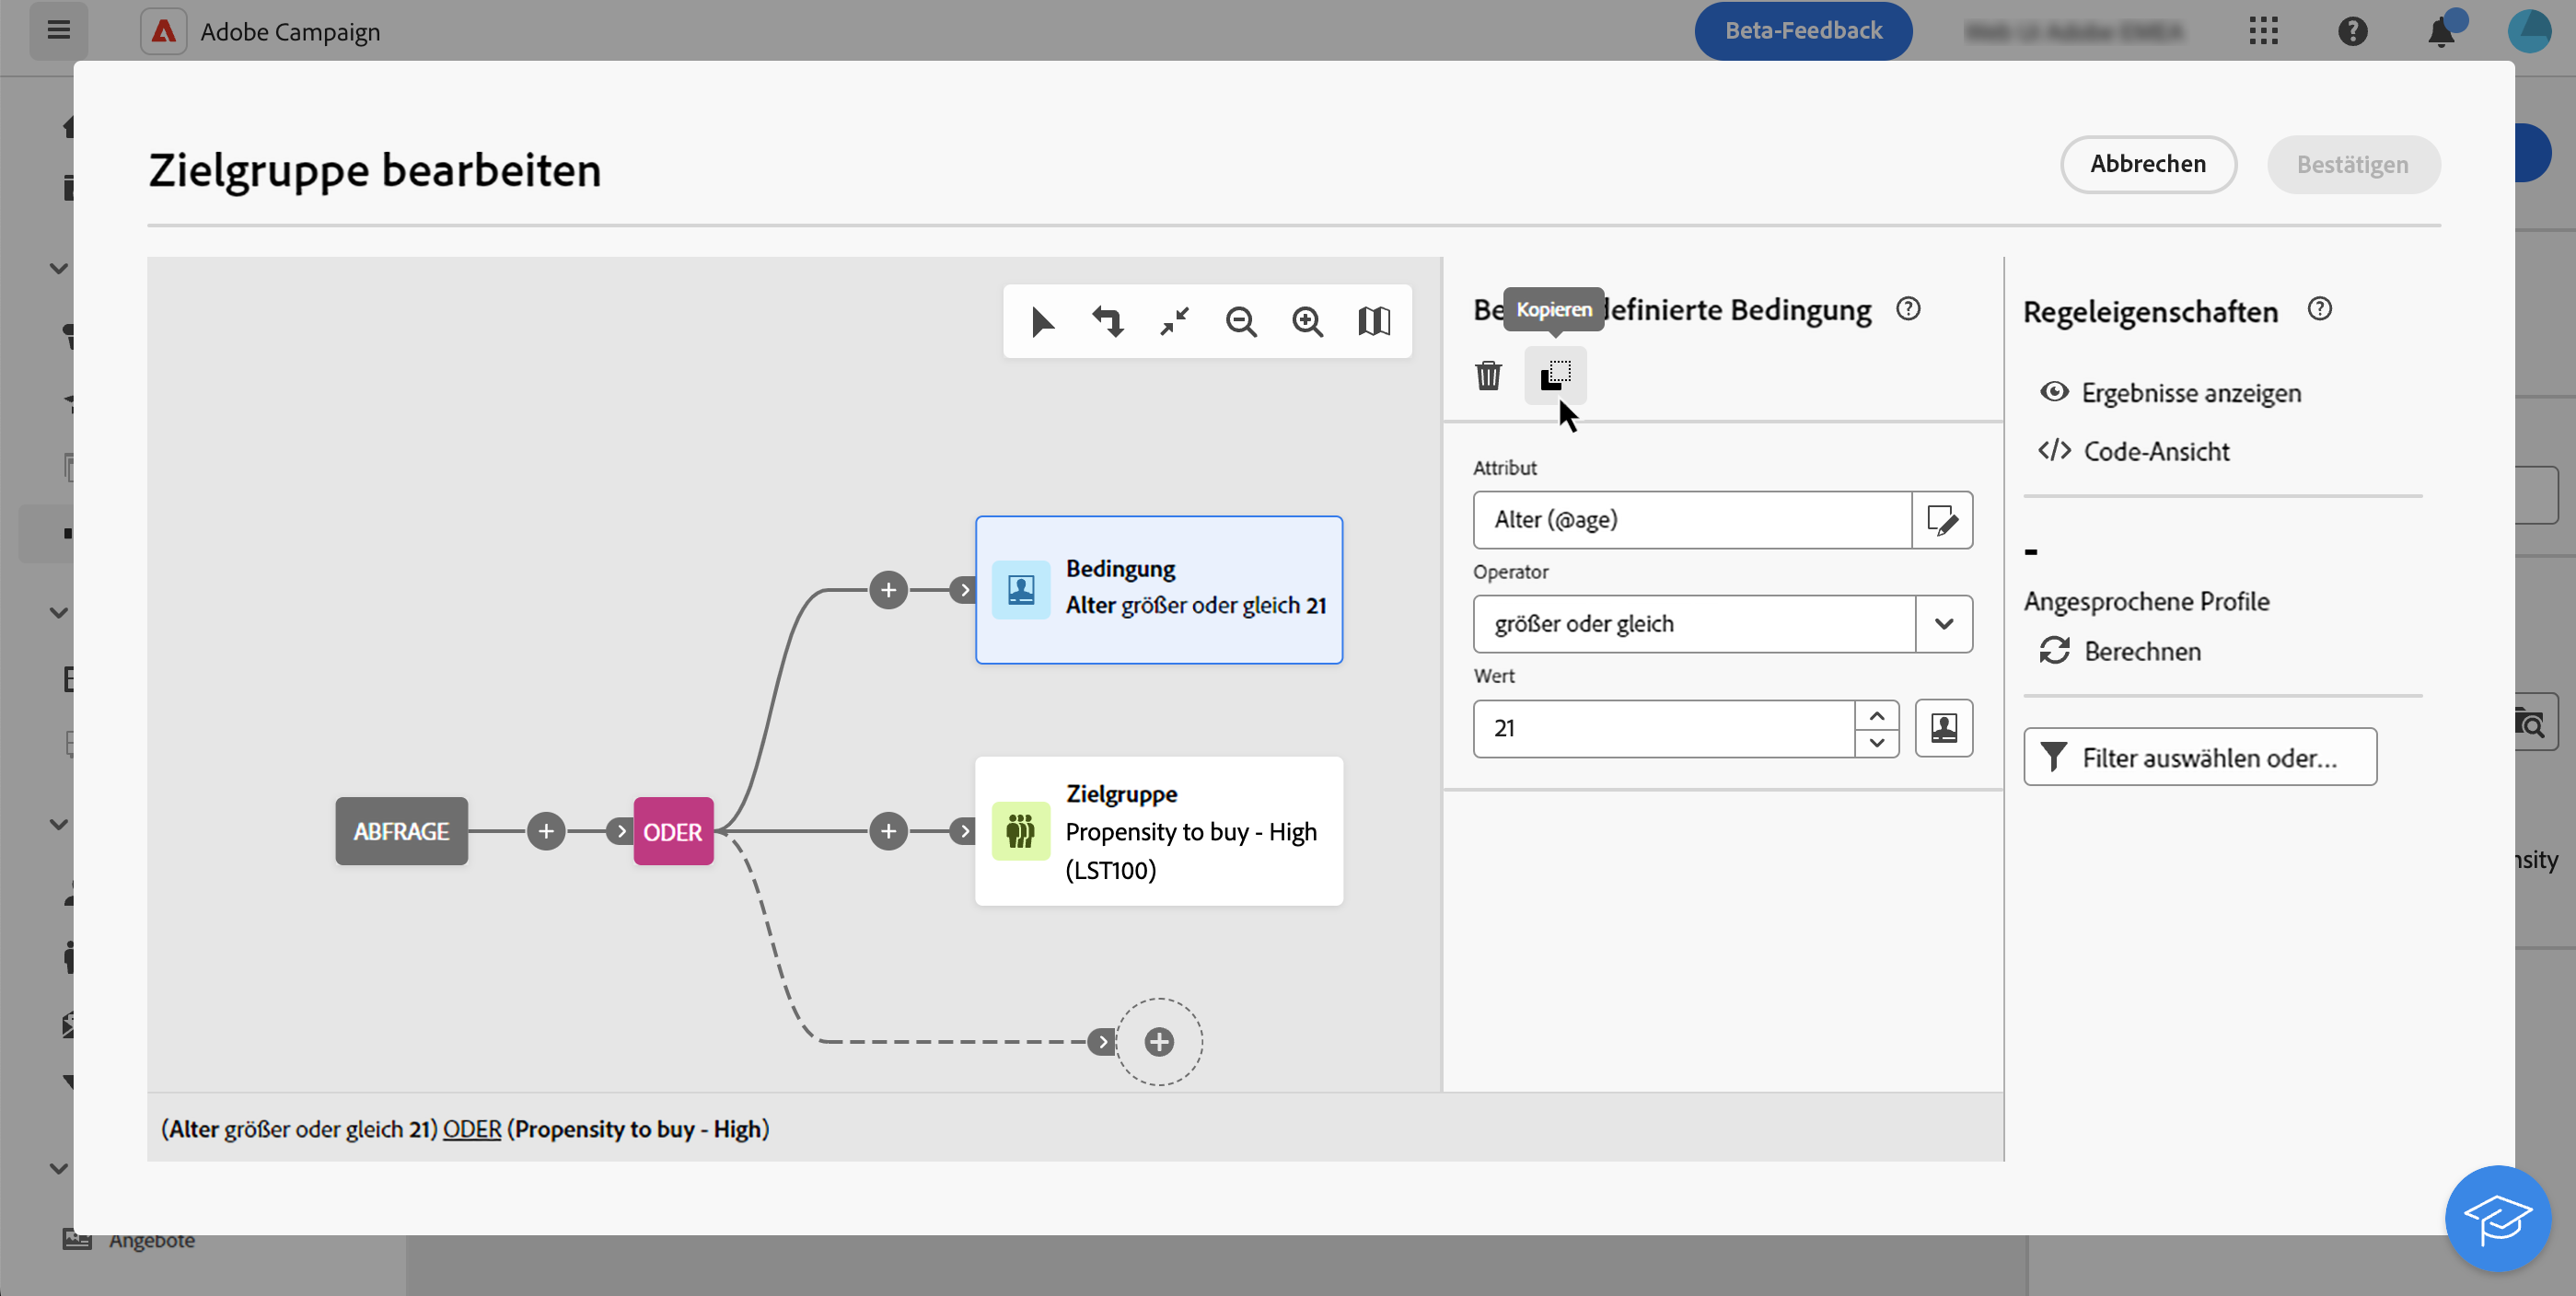 Adobe Campaign
Beta-Feedback
Zielgruppe bearbeiten
Abbrechen
Bestätigen
Kopieren
Be
definierte Bedingung
Regeleigenschaften
Ergebnisse anzeigen
Code-Ansicht
Attribut
Alter (@age)
Operator
größer oder gleich
Wert
21
-
Angesprochene Profile
Berechnen
Filter auswählen oder...
Bedingung
Alter größer oder gleich 21
Zielgruppe
Propensity to buy - High
(LST100)
ABFRAGE
ODER
(Alter größer oder gleich 21) ODER (Propensity to buy - High)
nsity
Angebote